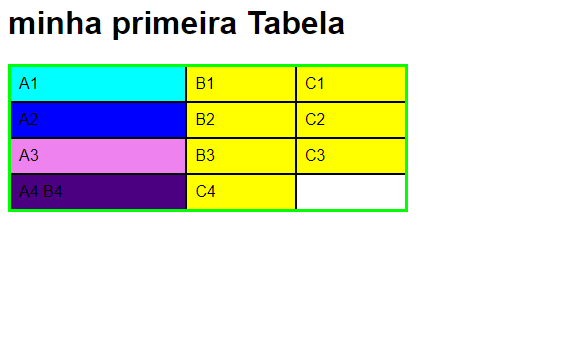 minha primeira Tabela
A1 B1 C1
A2 B2 C2
A3 B3 C3
A4 B4 C4